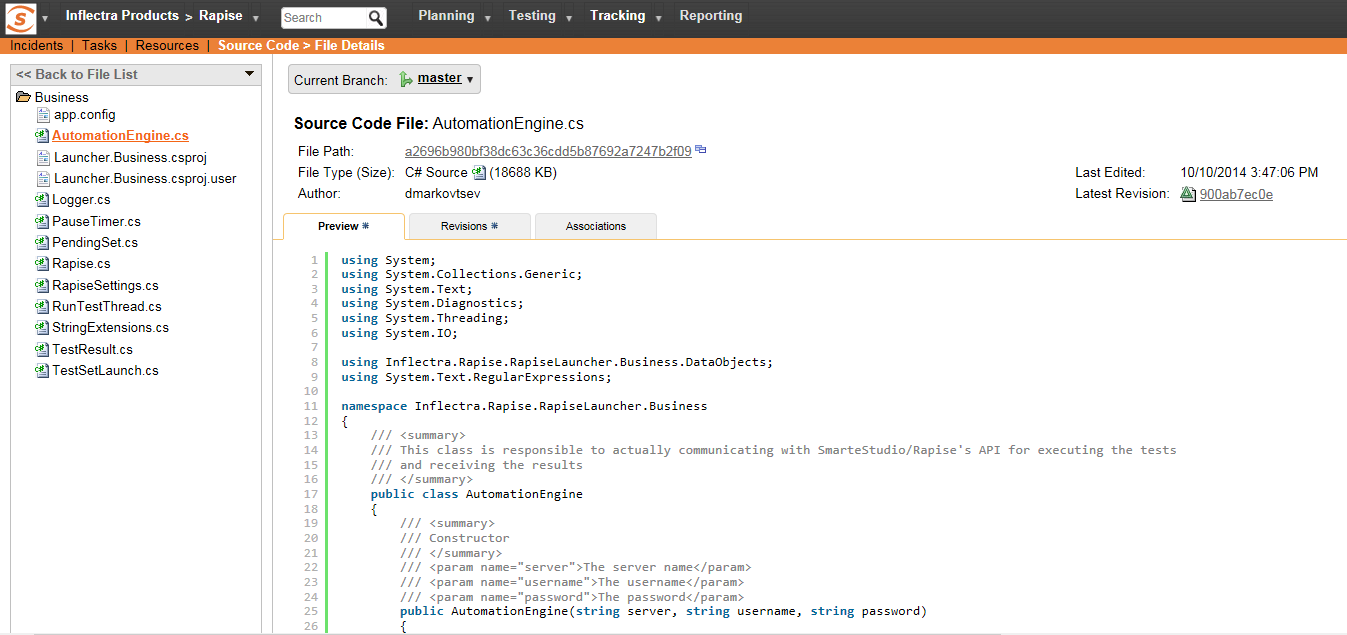 Inflectra Products > Rapise Search Planning Testing Tracking Reporting
Incidents | Tasks | Resources | Source Code > File Details
<< Back to File List
Business
app.config
AutomationEngine.cs
Launcher.Business.csproj
Launcher.Business.csproj.user
Logger.cs
PauseTimer.cs
PendingSet.cs
Rapise.cs
RapiseSettings.cs
RunTestThread.cs
StringExtensions.cs
TestResult.cs
TestSetLaunch.cs
Current Branch: master
Source Code File: AutomationEngine.cs
File Path: a2696b980bf38dc63c36cdd5b87692a7247b2f09
File Type (Size): C# Source (18688 KB) Last Edited: 10/10/2014 3:47:06 PM
Author: dmarkovtsev Latest Revision: 900ab7ec0e
Preview * Revisions * Associations
1 using System;
2 using System.Collections.Generic;
3 using System.Text;
4 using System.Diagnostics;
5 using System.Threading;
6 using System.IO;
7
8 using Inflectra.Rapise.RapiseLauncher.Business.DataObjects;
9 using System.Text.RegularExpressions;
10
11 namespace Inflectra.Rapise.RapiseLauncher.Business
12 {
13 /// <summary>
14 /// This class is responsible to actually communicating with SmarteStudio/Rapise's API for executing the tests
15 /// and receiving the results
16 /// </summary>
17 public class AutomationEngine
18 {
19 /// <summary>
20 /// Constructor
21 /// </summary>
22 /// <param name="server">The server name</param>
23 /// <param name="username">The username</param>
24 /// <param name="password">The password</param>
25 public AutomationEngine(string server, string username, string password)
26 {